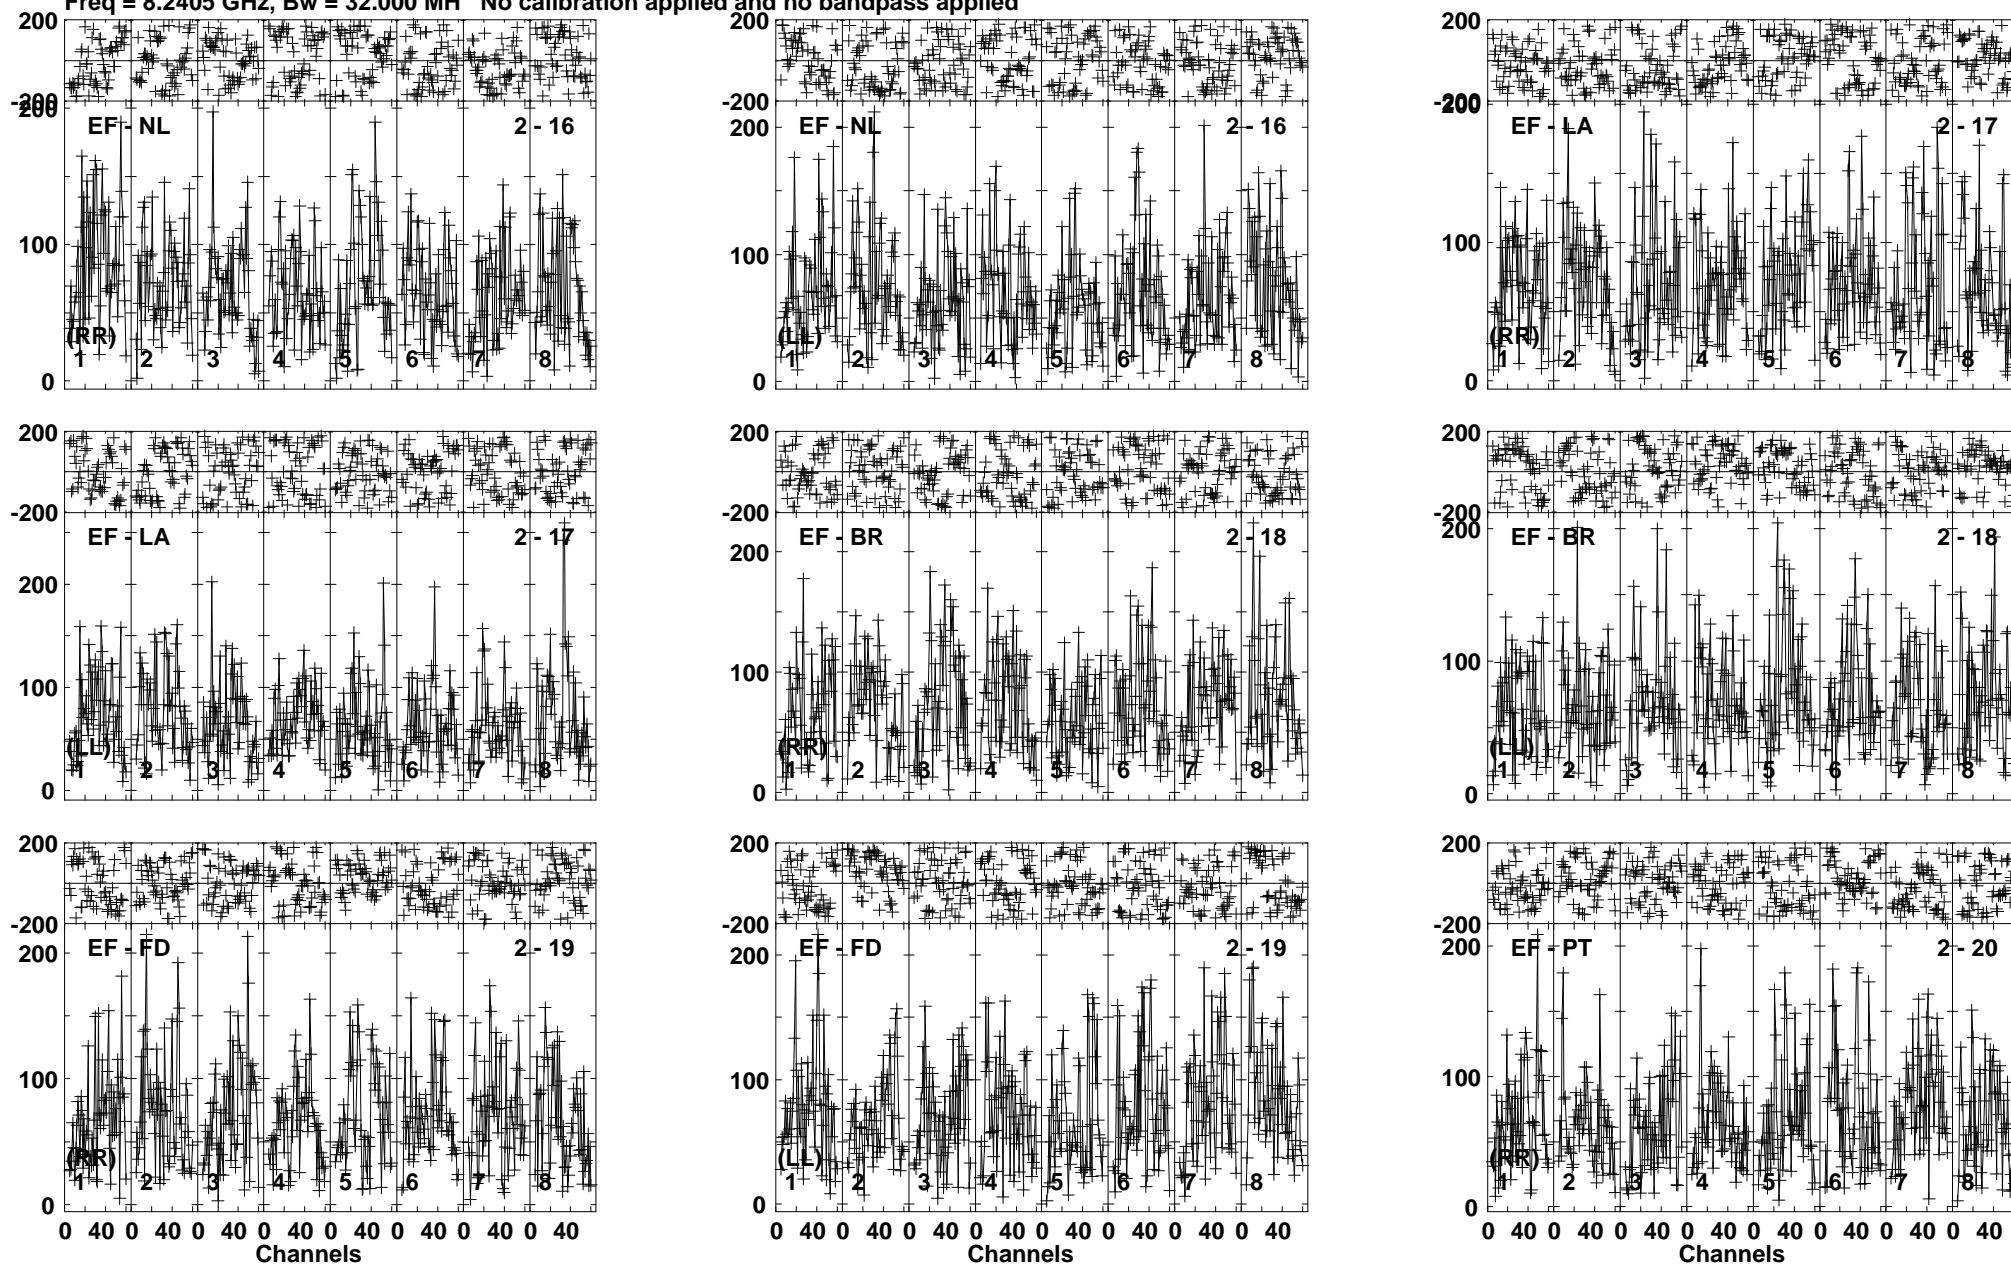 Freq = 8.2405 GHz, Bw = 32.000 MH No calibration applied and no bandpass applied
200 200 200
-200 -200 -200
200 EF - NL 2 - 16 200 EF - NL 2 - 16 200 EF - LA 2 - 17
100 100 100
(RR) (LL) (RR)
1 2 3 4 5 6 7 8 1 2 3 4 5 6 7 8 1 2 3 4 5 6 7 8
0 0 0
200 200 200
-200 -200 -200
EF - LA 2 - 17 EF - BR 2 - 18 EF - BR 2 - 18
200 200 200
100 100 100
(LL) (RR) (LL)
1 2 3 4 5 6 7 8 1 2 3 4 5 6 7 8 1 2 3 4 5 6 7 8
0 0 0
200 200 200
-200 -200 -200
EF - FD 2 - 19 EF - FD 2 - 19 EF - PT 2 - 20
200 200 200
100 100 100
(RR) (LL) (RR)
1 2 3 4 5 6 7 8 1 2 3 4 5 6 7 8 1 2 3 4 5 6 7 8
0 0 0
0 40 0 40 0 40 0 40 0 40 0 40 0 40 0 40 0 40 0 40 0 40 0 40 0 40 0 40 0 40 0 40 0 40 0 40 0 40 0 40 0 40 0 40 0 40 0 40
Channels Channels Channels